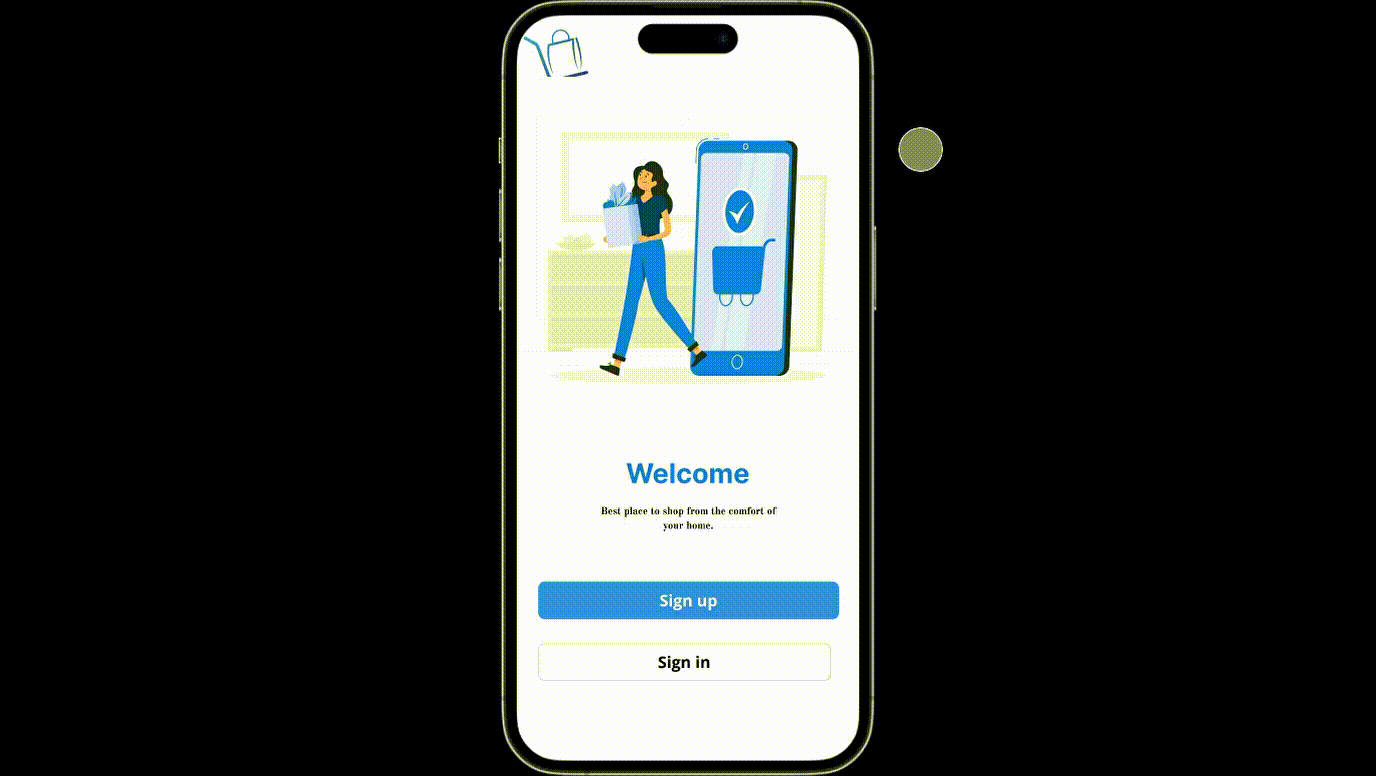 Welcome
Best place to shop from the comfort of
your home.
Sign up
Sign in